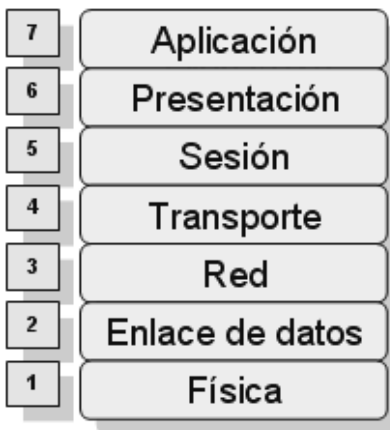 7 Aplicación
6 Presentación
5 Sesión
4 Transporte
3 Red
2 Enlace de datos
1 Física